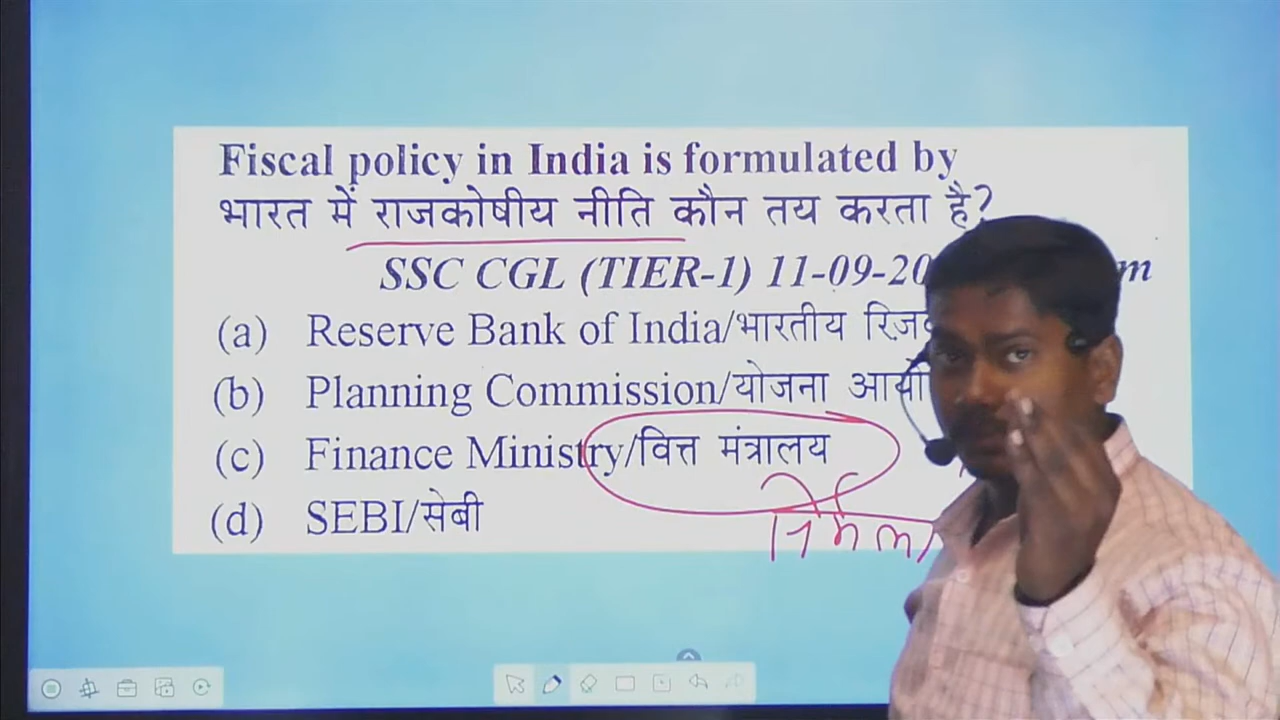 Fiscal policy in India is formulated by
भारत में राजकोषीय नीति कौन तय करता है?
SSC CGL (TIER-1) 11-09-20
(a) Reserve Bank of India/भारतीय
(b) Planning Commission/योजना
(c) Finance Ministry/वित्त मंत्रालय
(d) SEBI/सेबी